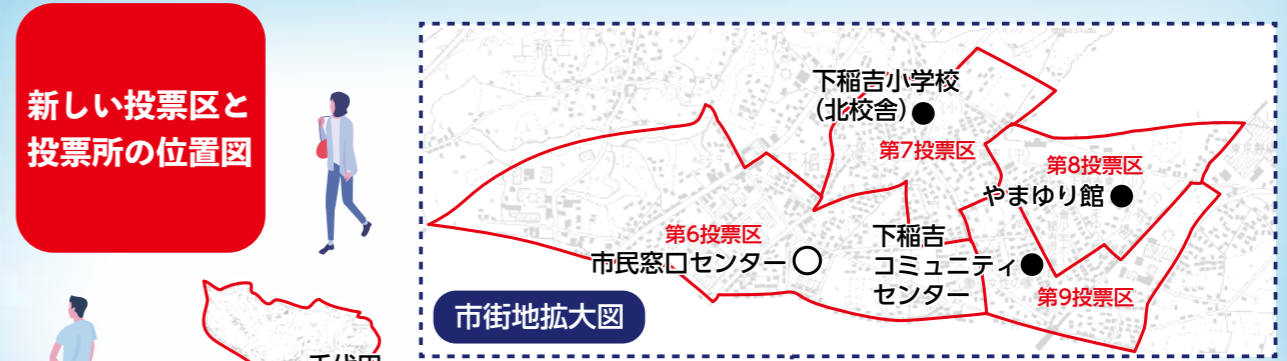 新しい投票区と
投票所の位置図
上稲吉
下稲吉小学校
(北校舎)
第7投票区
第8投票区
やまゆり館
第6投票区
市民窓口センター
下稲吉
コミュニティ
センター
第9投票区
市街地拡大図